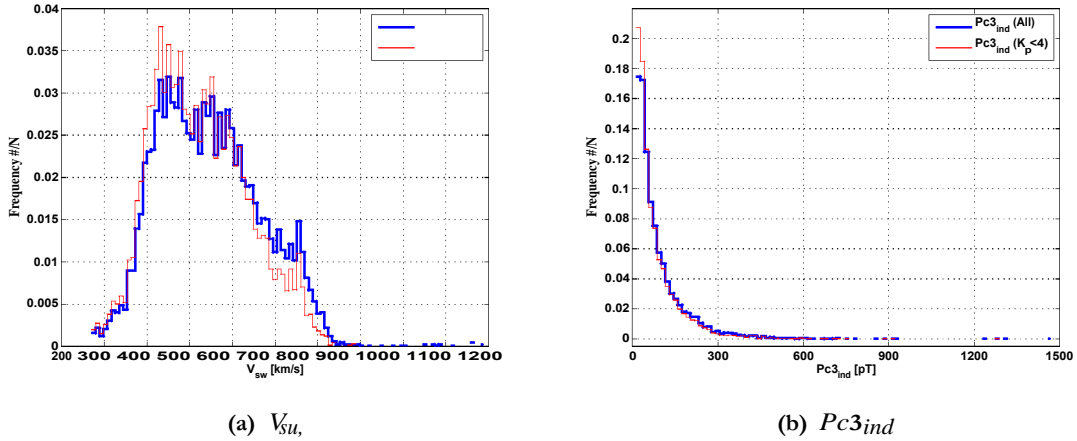 0.04
0.035
0.03
0.025
0.02
0.015
0.01
0.005
0
Frequency #/N
200 300 400 500 600 700 800 900 1000 1100 1200
V_sw [km/s]
(a) V_su,
Pc3_ind (All)
Pc3_ind (K_p<4)
0.2
0.18
0.16
0.14
0.12
0.1
0.08
0.06
0.04
0.02
0
Frequency #/N
0 300 600 900 1200 1500
Pc3_ind [pT]
(b) Pc3_ind